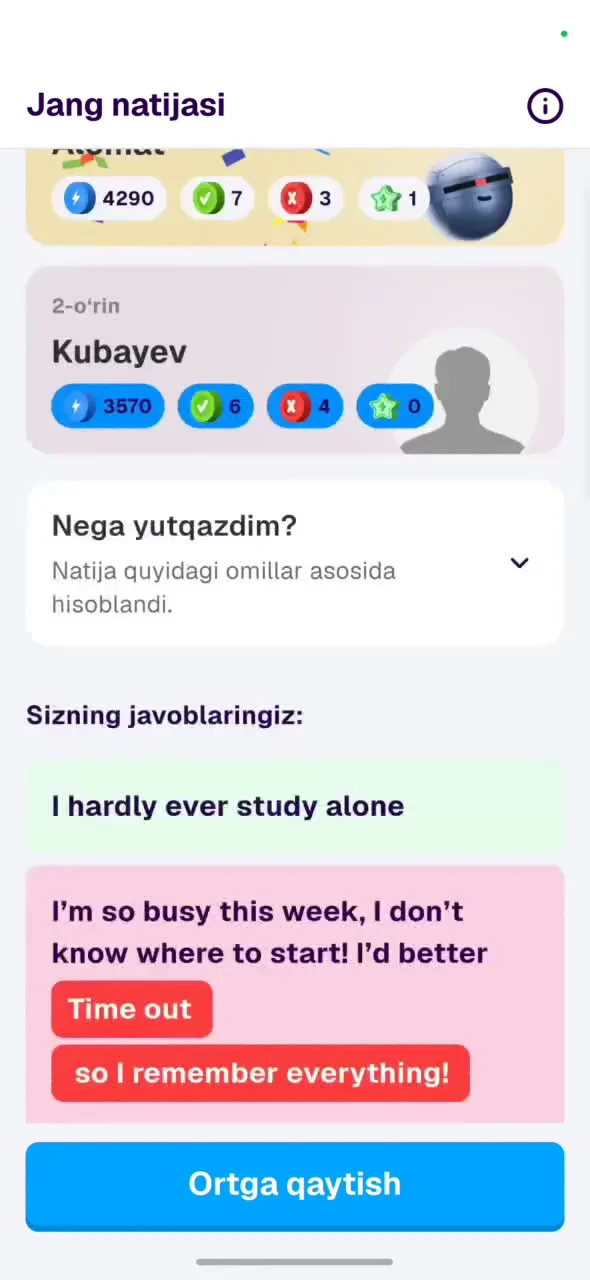 Jang natijasi
4290 7 3 1
2-o‘rin
Kubayev
3570 6 4 0
Nega yutqazdim?
Natija quyidagi omillar asosida
hisoblandi.
Sizning javoblaringiz:
I hardly ever study alone
I’m so busy this week, I don’t
know where to start! I’d better
Time out
so I remember everything!
Ortga qaytish